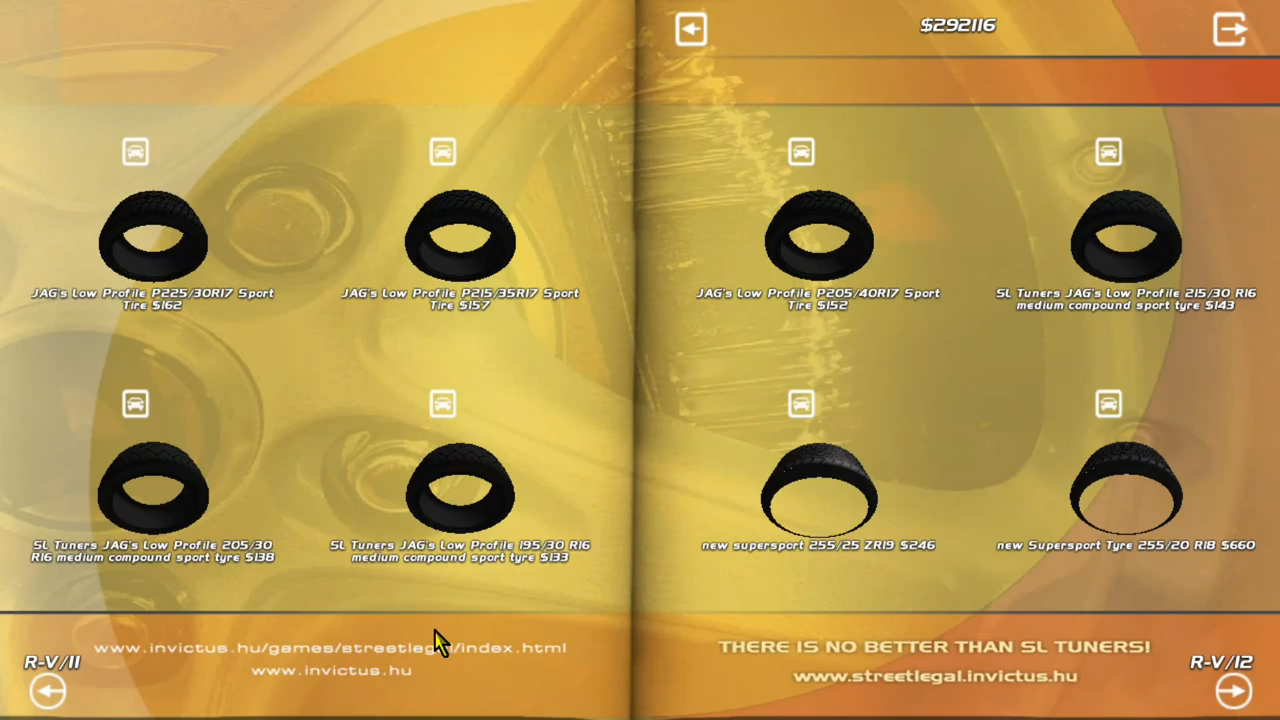 $292116
JAG's Low Profile P225/30R17 Sport
Tire $162
JAG's Low Profile P215/35R17 Sport
Tire $157
JAG's Low Profile P205/40R17 Sport
Tire $152
SL Tuners JAG's Low Profile 215/30 R16
medium compound sport tyre $143
SL Tuners JAG's Low Profile 205/30
R16 medium compound sport tyre $138
SL Tuners JAG's Low Profile 195/30 R16
medium compound sport tyre $133
new supersport 255/25 ZR19 $246
new Supersport Tyre 255/20 R18 $660
www.invictus.hu/games/streetlegal/index.html
www.invictus.hu
THERE IS NO BETTER THAN SL TUNERS!
www.streetlegal.invictus.hu
R-V/11
R-V/12